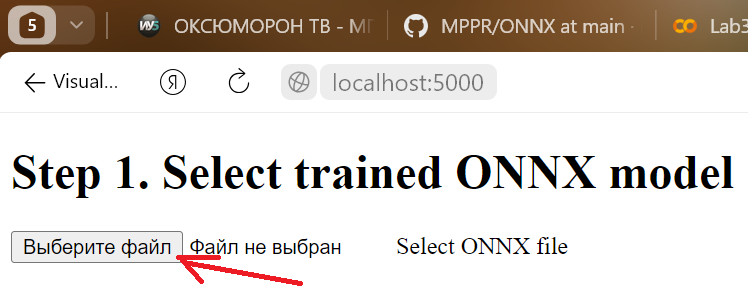 5 ОКСЮМОРОН ТВ - МГ MPPR/ONNX at main · Lab3
Visual... Я localhost:5000
Step 1. Select trained ONNX model
Выберите файл Файл не выбран Select ONNX file